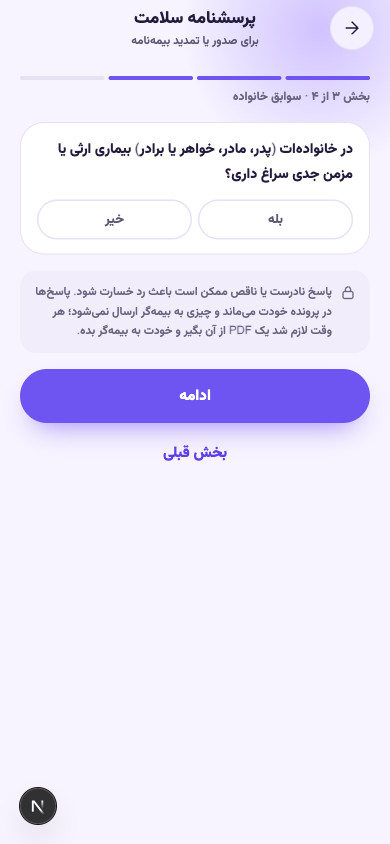 پرسشنامه سلامت
برای صدور یا تمدید بیمه‌نامه
بخش ۳ از ۴ · سوابق خانواده
در خانواده‌ات (پدر، مادر، خواهر یا برادر) بیماری ارثی یا
مزمن جدی سراغ داری؟
بله
خیر
پاسخ نادرست یا ناقص ممکن است باعث رد خسارت شود. پاسخ‌ها
در پرونده خودت می‌ماند و چیزی به بیمه‌گر ارسال نمی‌شود؛ هر
وقت لازم شد یک PDF از آن بگیر و خودت به بیمه‌گر بده.
ادامه
بخش قبلی
N